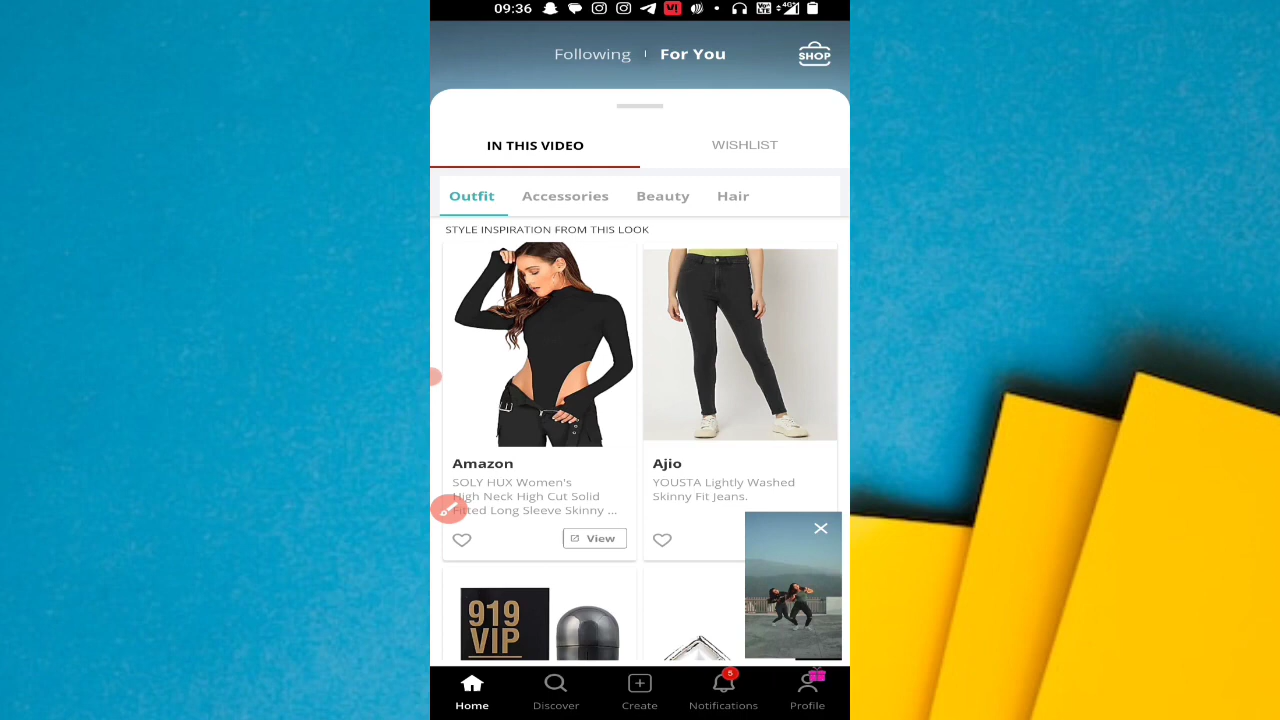 09:36
4G+
Following For You
SHOP
IN THIS VIDEO WISHLIST
Outfit Accessories Beauty Hair
STYLE INSPIRATION FROM THIS LOOK
Amazon
SOLY HUX Women's
High Neck High Cut Solid
Fitted Long Sleeve Skinny ...
View
Ajio
YOUSTA Lightly Washed
Skinny Fit Jeans.
919
VIP
5
Home Discover Create Notifications Profile